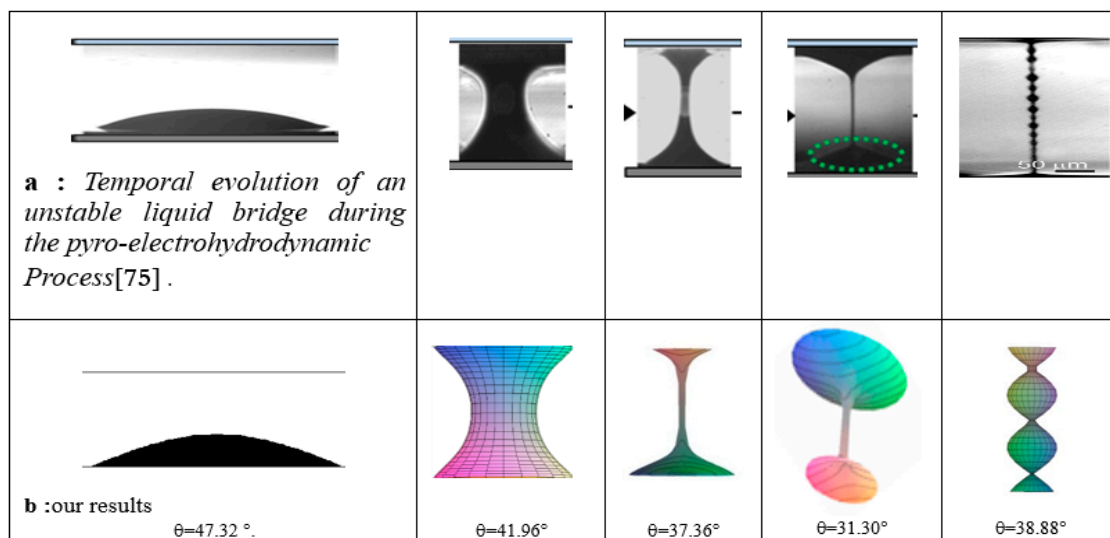 a : Temporal evolution of an
unstable liquid bridge during
the pyro-electrohydrodynamic
Process[75] .
50 μm
b :our results
θ=47.32 °.
θ=41.96°
θ=37.36°
θ=31.30°
θ=38.88°